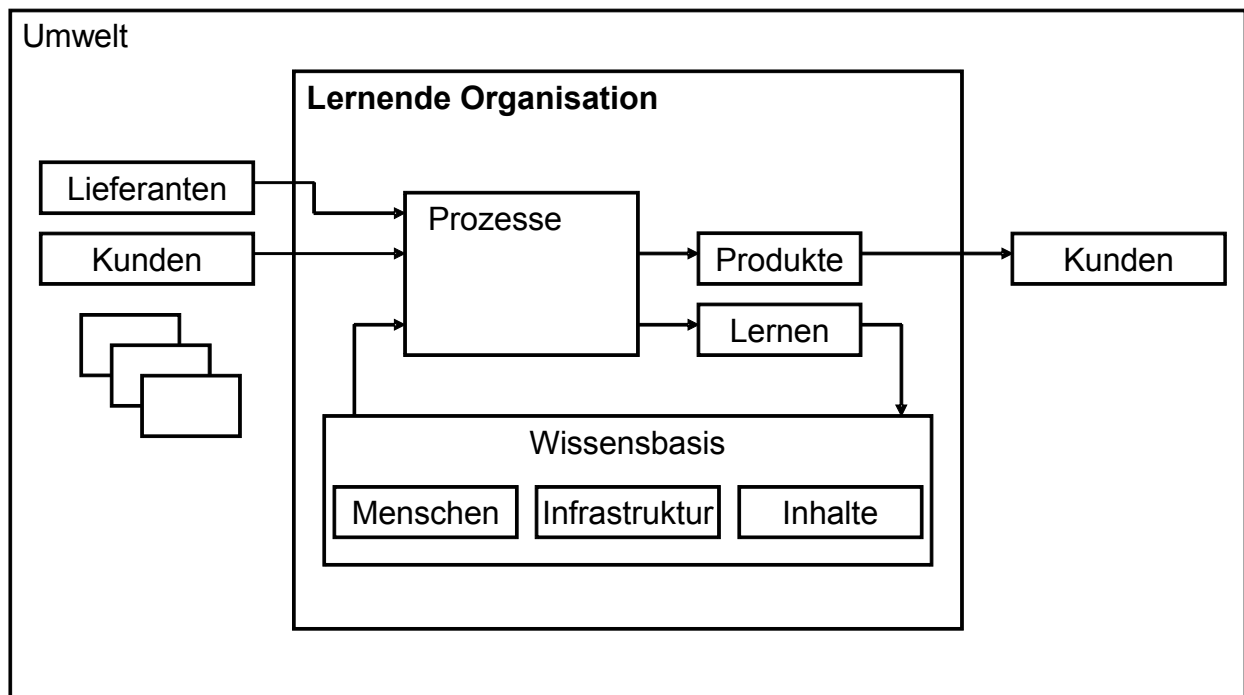 Umwelt
Lernende Organisation
Lieferanten
Prozesse
Kunden
Produkte
Kunden
Lernen
Wissensbasis
Menschen
Infrastruktur
Inhalte